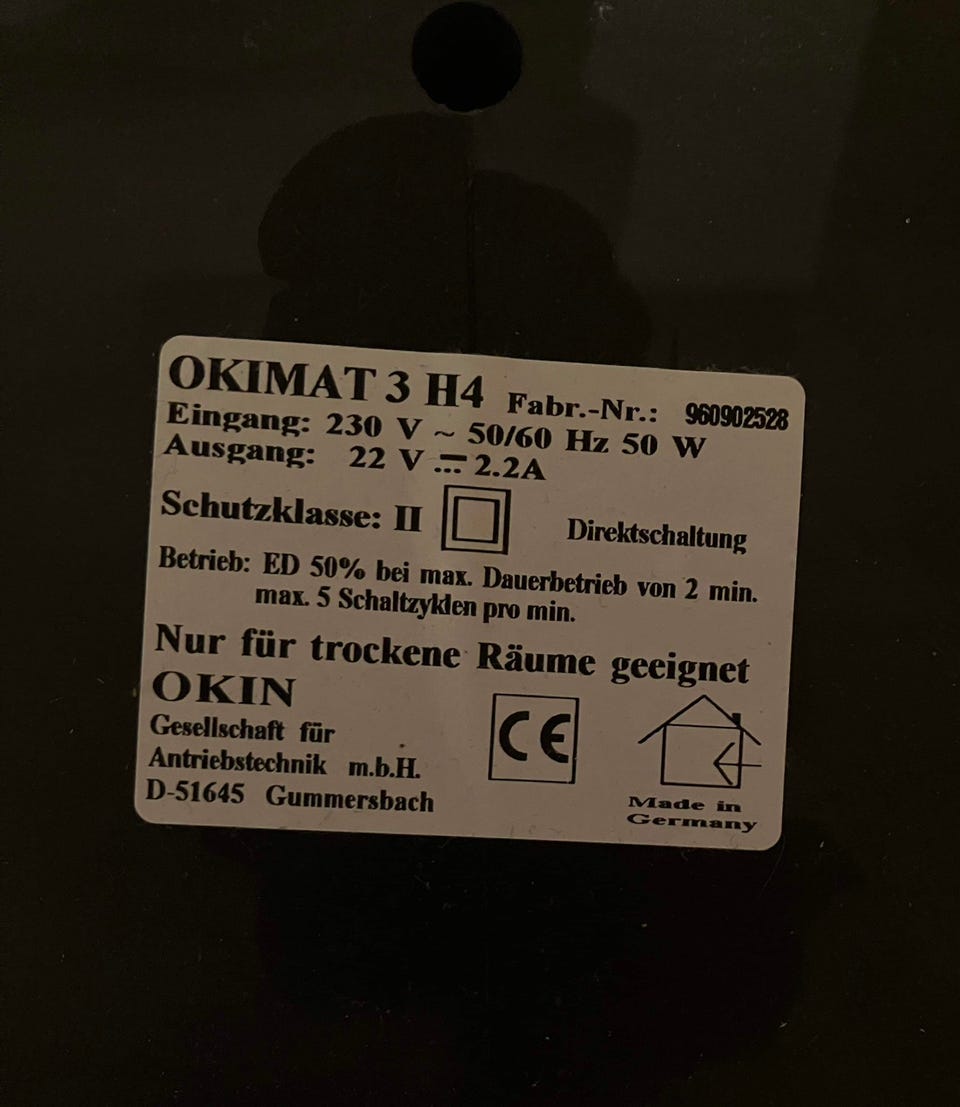 OKIMAT 3 H4 Fabr.-Nr.: 960902528
Eingang: 230 V ~ 50/60 Hz 50 W
Ausgang: 22 V ⎓ 2.2A
Schutzklasse: II Direktschaltung
Betrieb: ED 50% bei max. Dauerbetrieb von 2 min.
max. 5 Schaltzyklen pro min.
Nur für trockene Räume geeignet
OKIN
Gesellschaft für
Antriebstechnik m.b.H.
D-51645 Gummersbach
CE
Made in
Germany